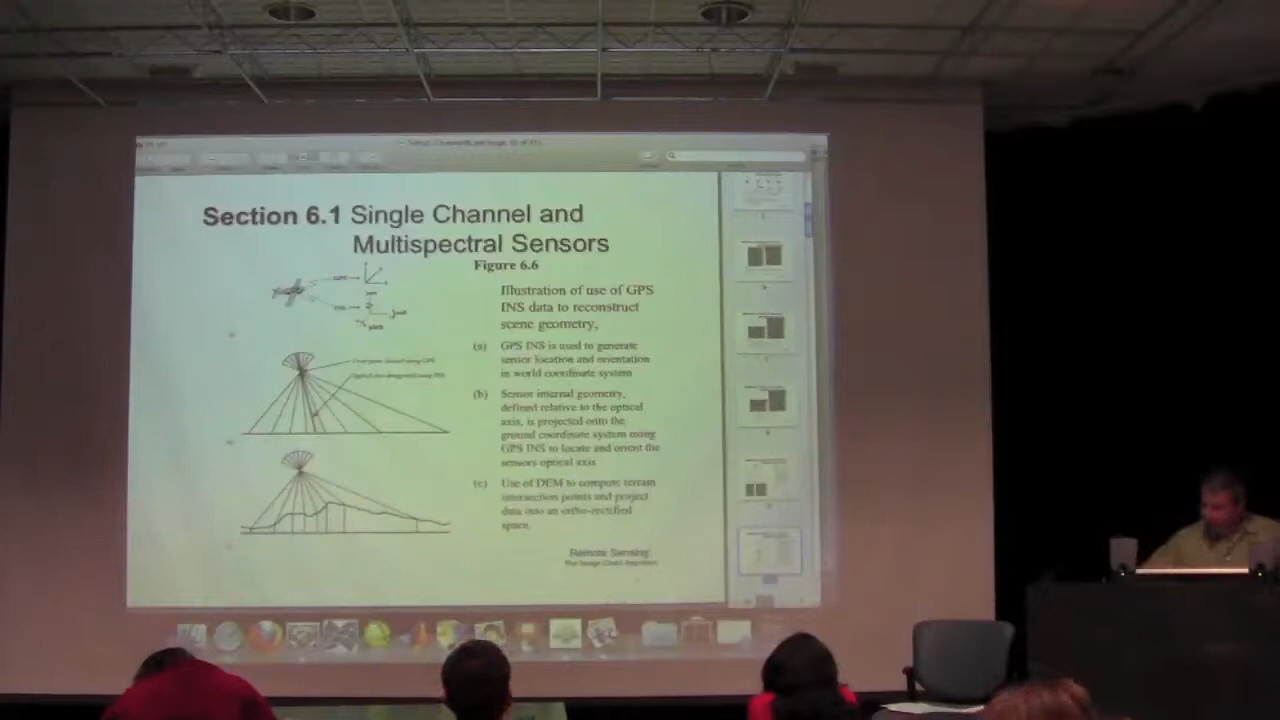 Section 6.1 Single Channel and
Multispectral Sensors
Figure 6.6
Illustration of use of GPS
INS data to reconstruct
scene geometry,
(a) GPS INS is used to generate
sensor location and orientation
in world coordinate system
(b) Sensor internal geometry,
defined relative to the optical
axis, is projected onto the
ground coordinate system using
GPS INS to locate and orient the
sensors optical axis
(c) Use of DEM to compute terrain
intersection points and project
data into an ortho-rectified
space
Remote Sensing
The Image Chain Approach